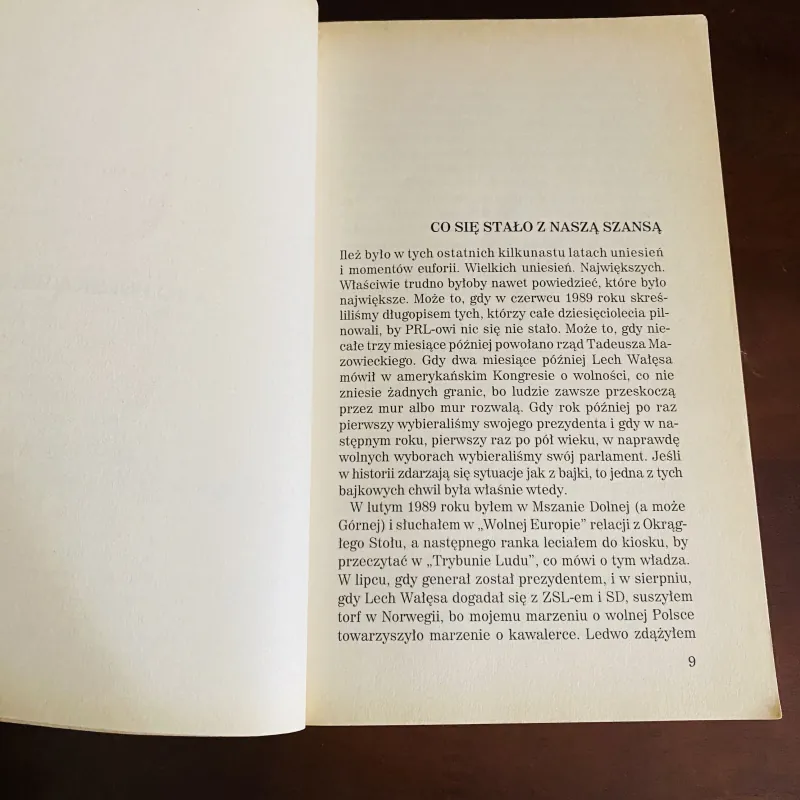 CO SIĘ STAŁO Z NASZĄ SZANSĄ
Ileż było w tych ostatnich kilkunastu latach uniesień
i momentów euforii. Wielkich uniesień. Największych.
Właściwie trudno byłoby nawet powiedzieć, które było
największe. Może to, gdy w czerwcu 1989 roku skreś-
liliśmy długopisem tych, którzy całe dziesięciolecia pil-
nowali, by PRL-owi nic się nie stało. Może to, gdy nie-
całe trzy miesiące później powołano rząd Tadeusza Ma-
zowieckiego. Gdy dwa miesiące później Lech Wałęsa
mówił w amerykańskim Kongresie o wolności, co nie
zniesie żadnych granic, bo ludzie zawsze przeskoczą
przez mur albo mur rozwalą. Gdy rok później po raz
pierwszy wybieraliśmy swojego prezydenta i gdy w na-
stępnym roku, pierwszy raz po pół wieku, w naprawdę
wolnych wyborach wybieraliśmy swój parlament. Jeśli
w historii zdarzają się sytuacje jak z bajki, to jedna z tych
bajkowych chwil była właśnie wtedy.
W lutym 1989 roku byłem w Mszanie Dolnej (a może
Górnej) i słuchałem w „Wolnej Europie” relacji z Okrąg-
łego Stołu, a następnego ranka leciałem do kiosku, by
przeczytać w „Trybunie Ludu”, co mówi o tym władza.
W lipcu, gdy generał został prezydentem, i w sierpniu,
gdy Lech Wałęsa dogadał się z ZSL-em i SD, suszyłem
torf w Norwegii, bo mojemu marzeniu o wolnej Polsce
towarzyszyło marzenie o kawalerce. Ledwo zdążyłem
9